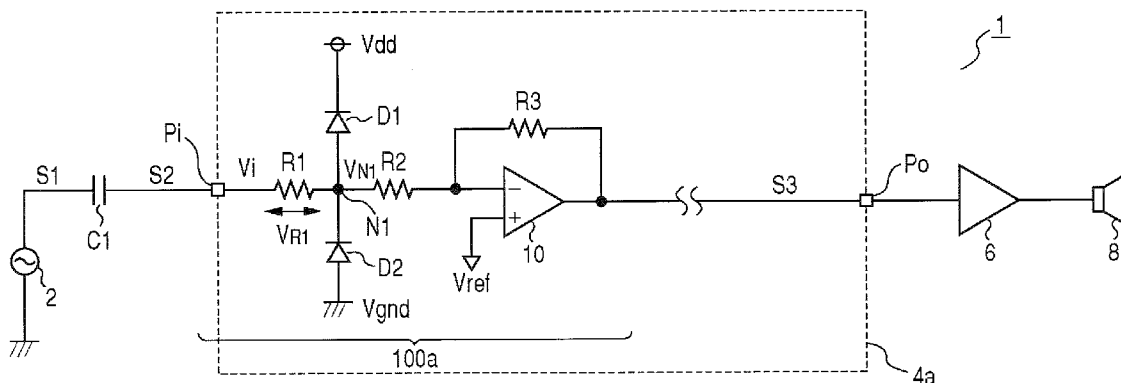 1
Vdd
R3
D1
Pi
S1
S2
Vi
R1
VN1
R2
S3
Po
C1
VR1
N1
−
+
10
2
D2
Vref
6
8
Vgnd
100a
4a